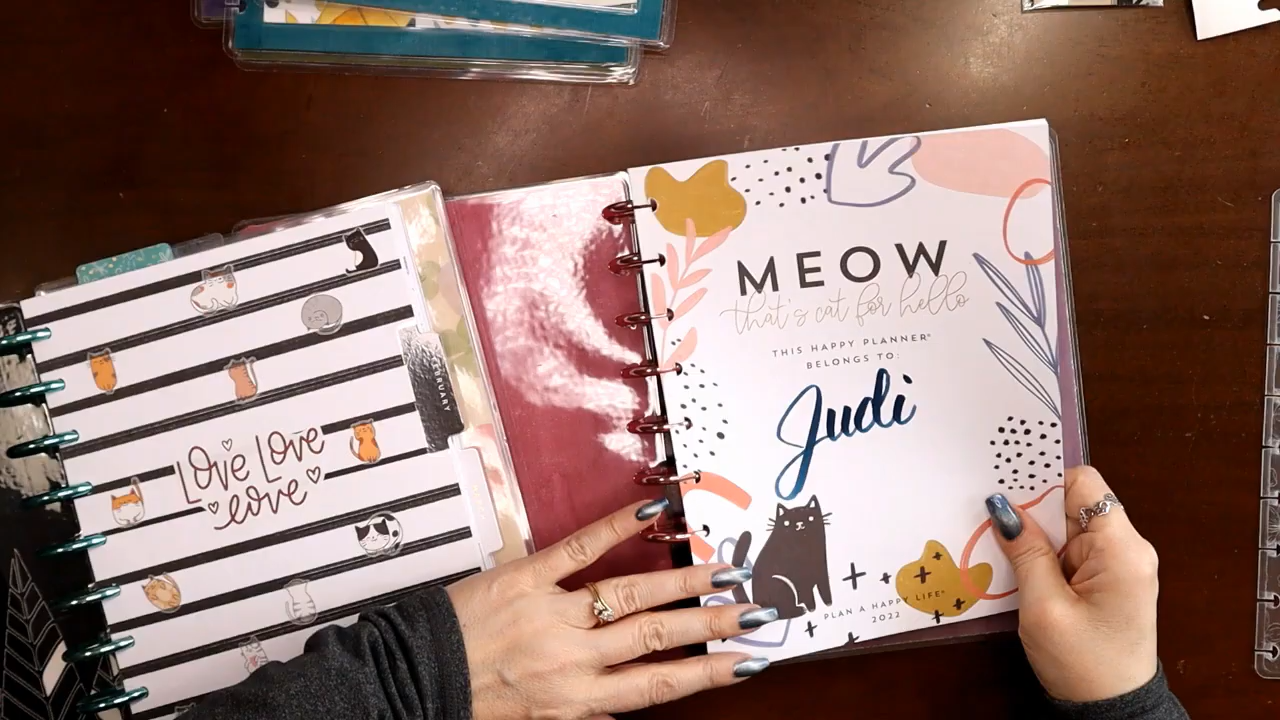 Love Love
Love
FEBRUARY
MEOW
that's cat for hello
THIS HAPPY PLANNER®
BELONGS TO:
Judi
PLAN A HAPPY LIFE®
2022